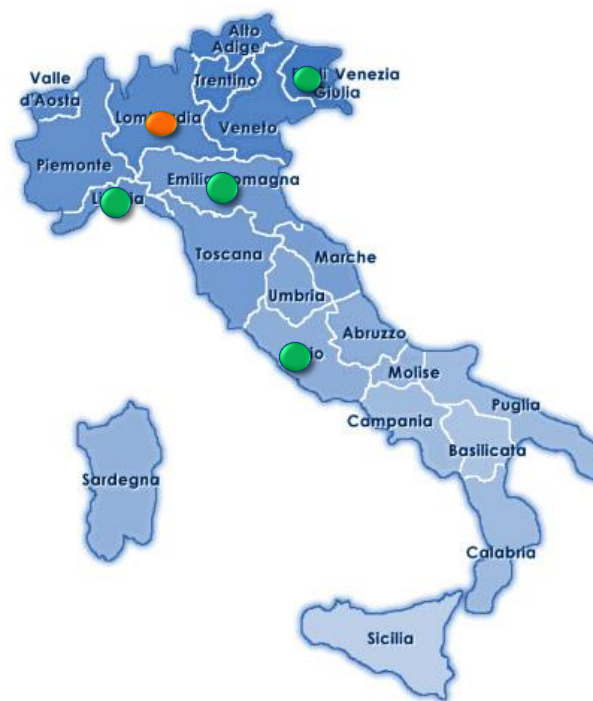 Alto
Adige
Valle
d'Aosta
Trentino
Venezia
Giulia
Veneto
Piemonte
Toscana
Marche
Umbria
Abruzzo
Molise
Puglia
Campania
Basilicata
Sardegna
Calabria
Sicilia